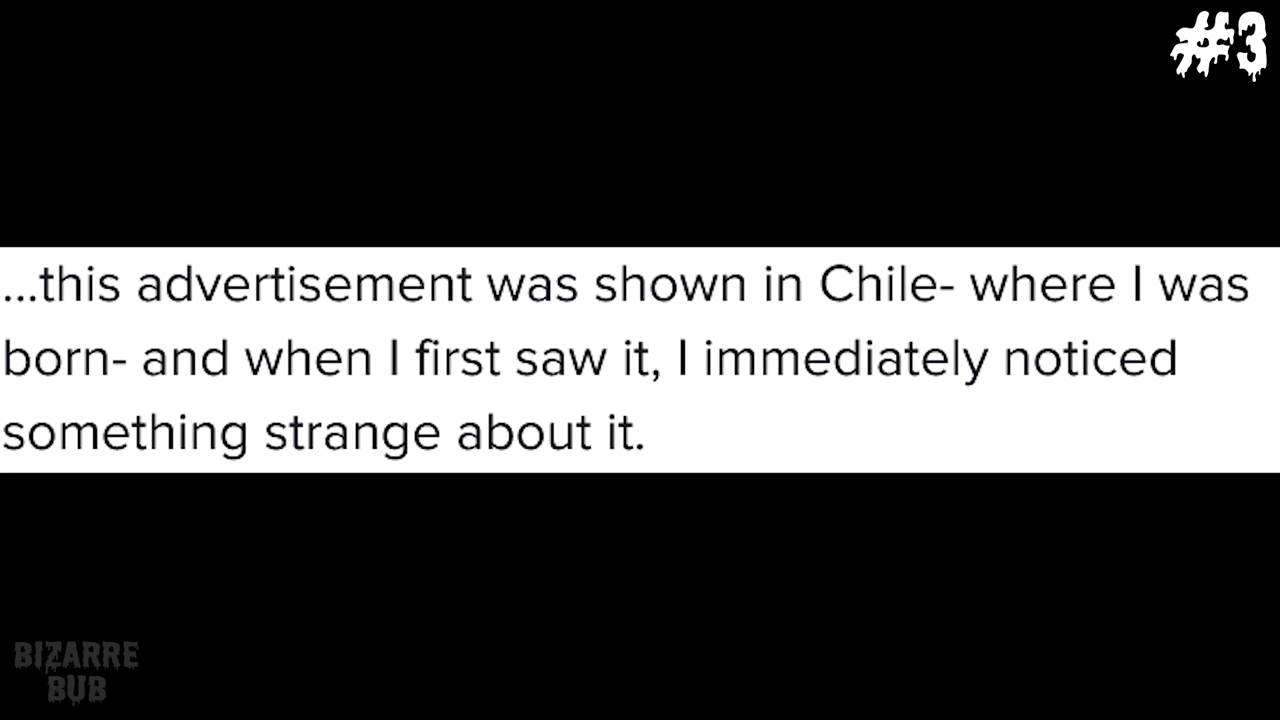 #3
...this advertisement was shown in Chile- where I was
born- and when I first saw it, I immediately noticed
something strange about it.
BIZARRE
BUB